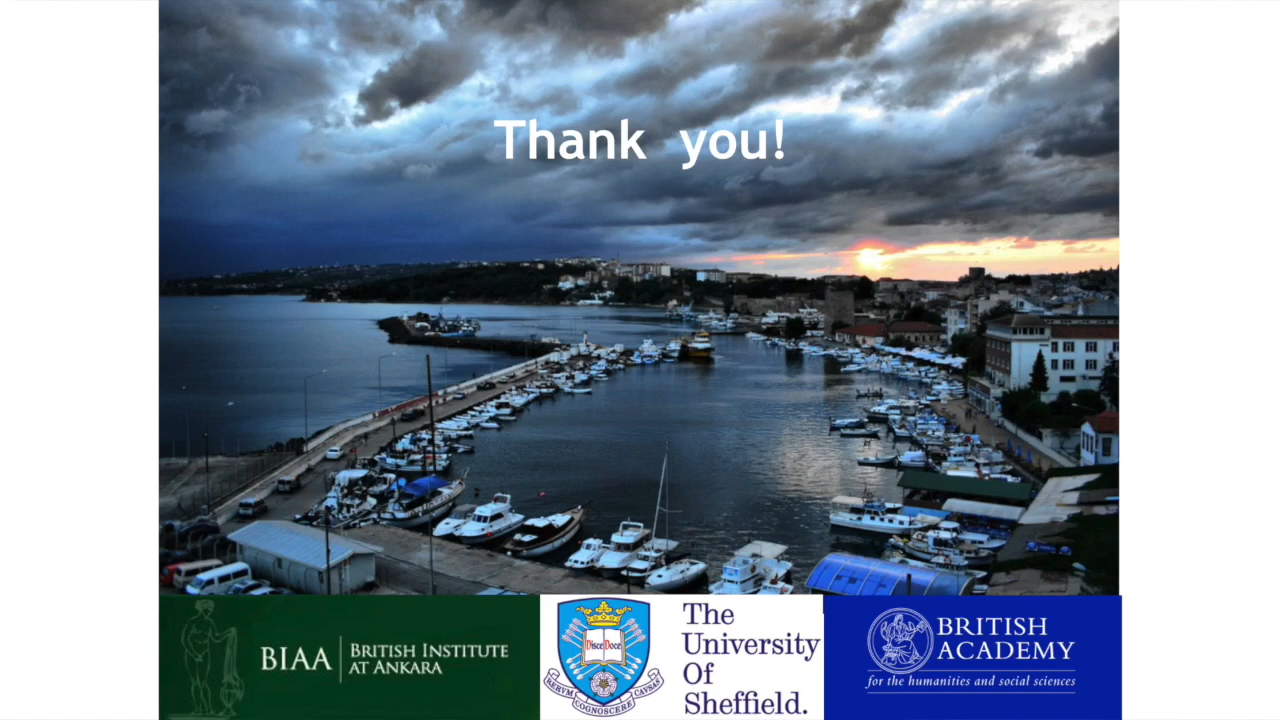 Thank you!
BIAA
BRITISH INSTITUTE
AT ANKARA
Disce Doce
RERVM COGNOSCERE CAVSAS
The
University
Of
Sheffield.
BRITISH
ACADEMY
for the humanities and social sciences